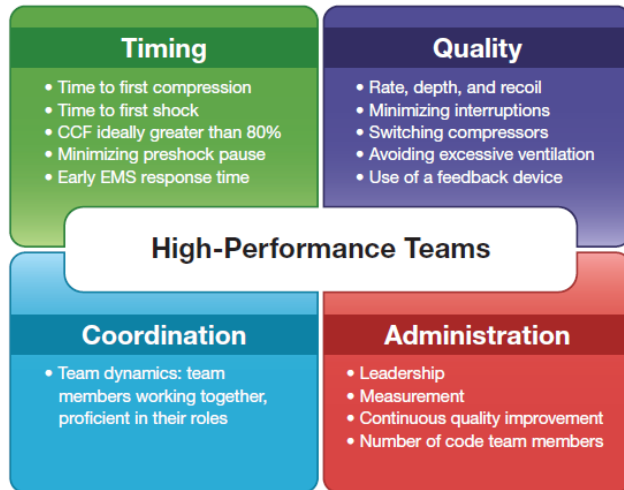 Timing
• Time to first compression
• Time to first shock
• CCF ideally greater than 80%
• Minimizing preshock pause
• Early EMS response time
Quality
• Rate, depth, and recoil
• Minimizing interruptions
• Switching compressors
• Avoiding excessive ventilation
• Use of a feedback device
High-Performance Teams
Coordination
• Team dynamics: team
members working together,
proficient in their roles
Administration
• Leadership
• Measurement
• Continuous quality improvement
• Number of code team members